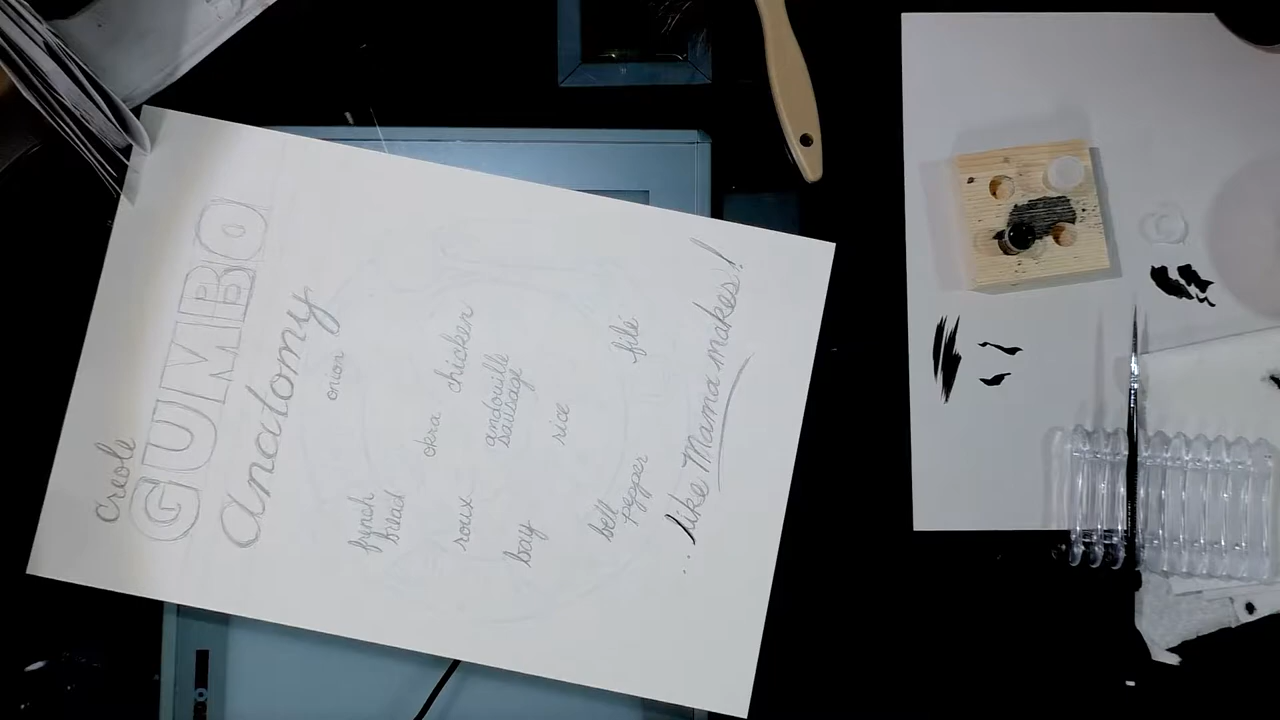 Creole
GUMBO
Anatomy
onion
french
bread
okra
chicken
roux
andouille
sausage
bay
rice
filé
bell
pepper
...like Mama makes!